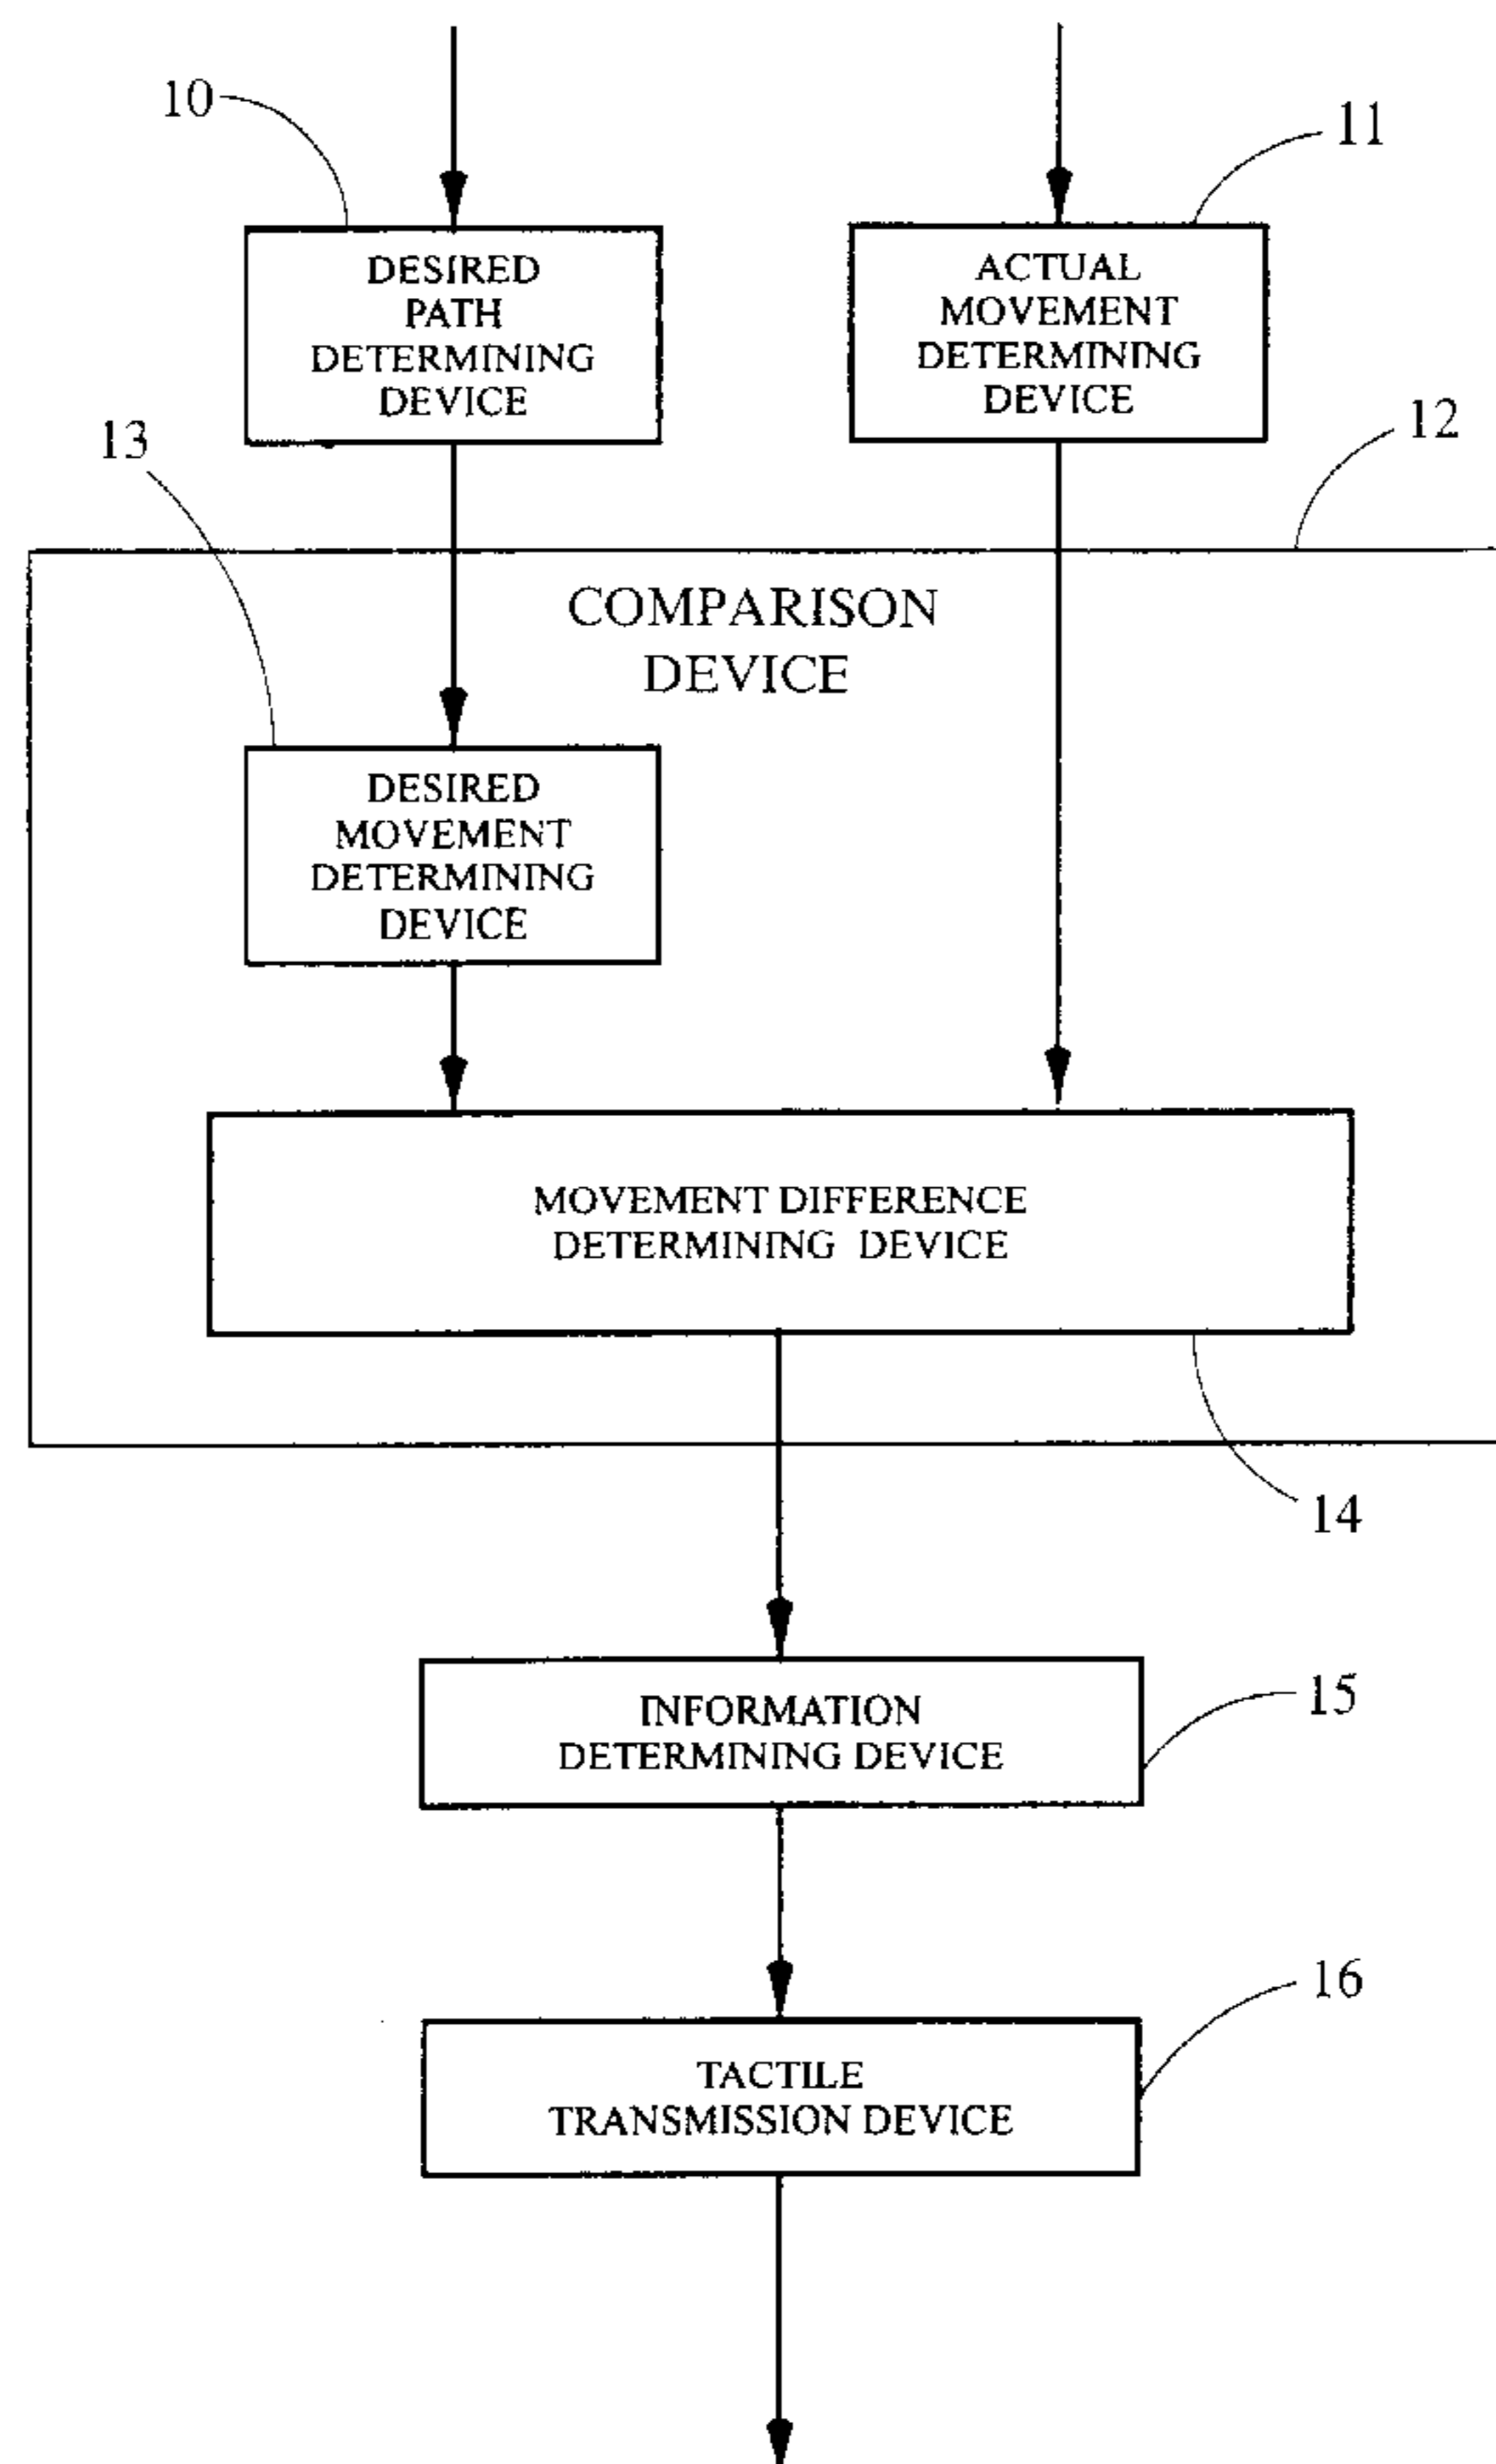 10
11
DESIRED
PATH
DETERMINING
DEVICE
ACTUAL
MOVEMENT
DETERMINING
DEVICE
13
12
COMPARISON
DEVICE
DESIRED
MOVEMENT
DETERMINING
DEVICE
MOVEMENT DIFFERENCE
DETERMINING DEVICE
14
INFORMATION
DETERMINING DEVICE
15
16
TACTILE
TRANSMISSION DEVICE